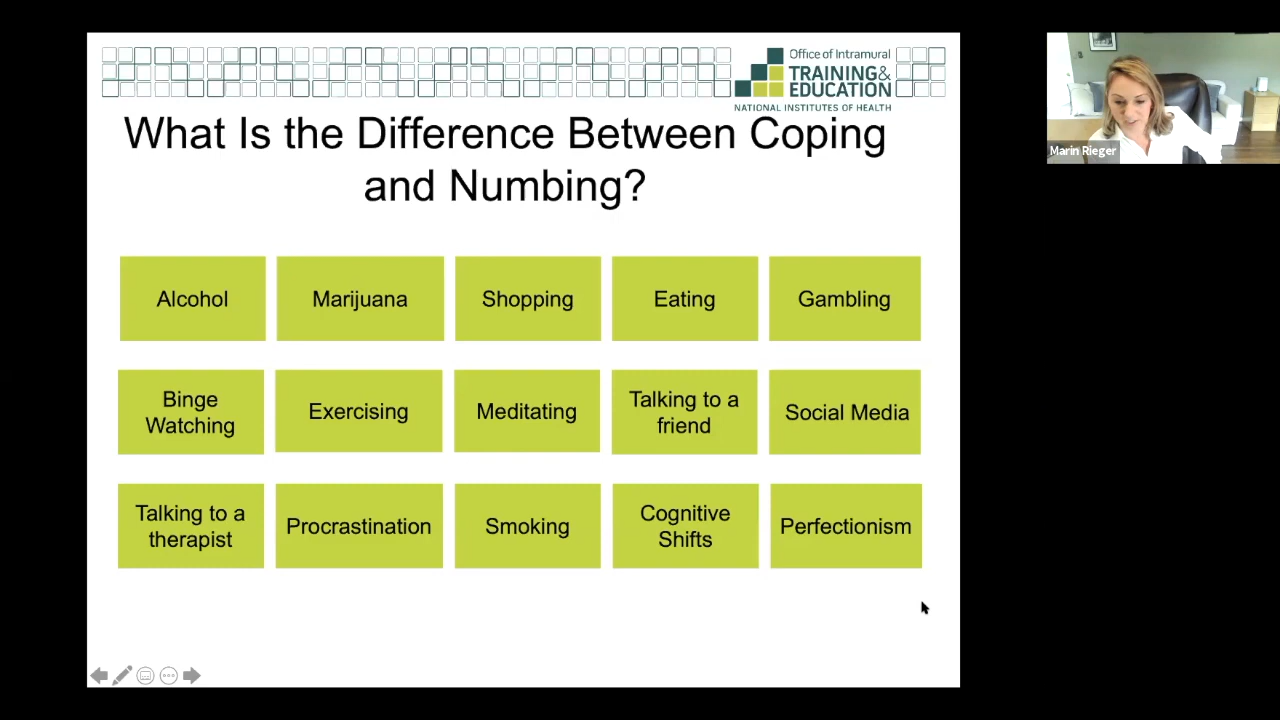 Office of Intramural
TRAINING&
EDUCATION
NATIONAL INSTITUTES OF HEALTH
What Is the Difference Between Coping
and Numbing?
Marin Rieger
Alcohol
Marijuana
Shopping
Eating
Gambling
Binge
Watching
Exercising
Meditating
Talking to a
friend
Social Media
Talking to a
therapist
Procrastination
Smoking
Cognitive
Shifts
Perfectionism